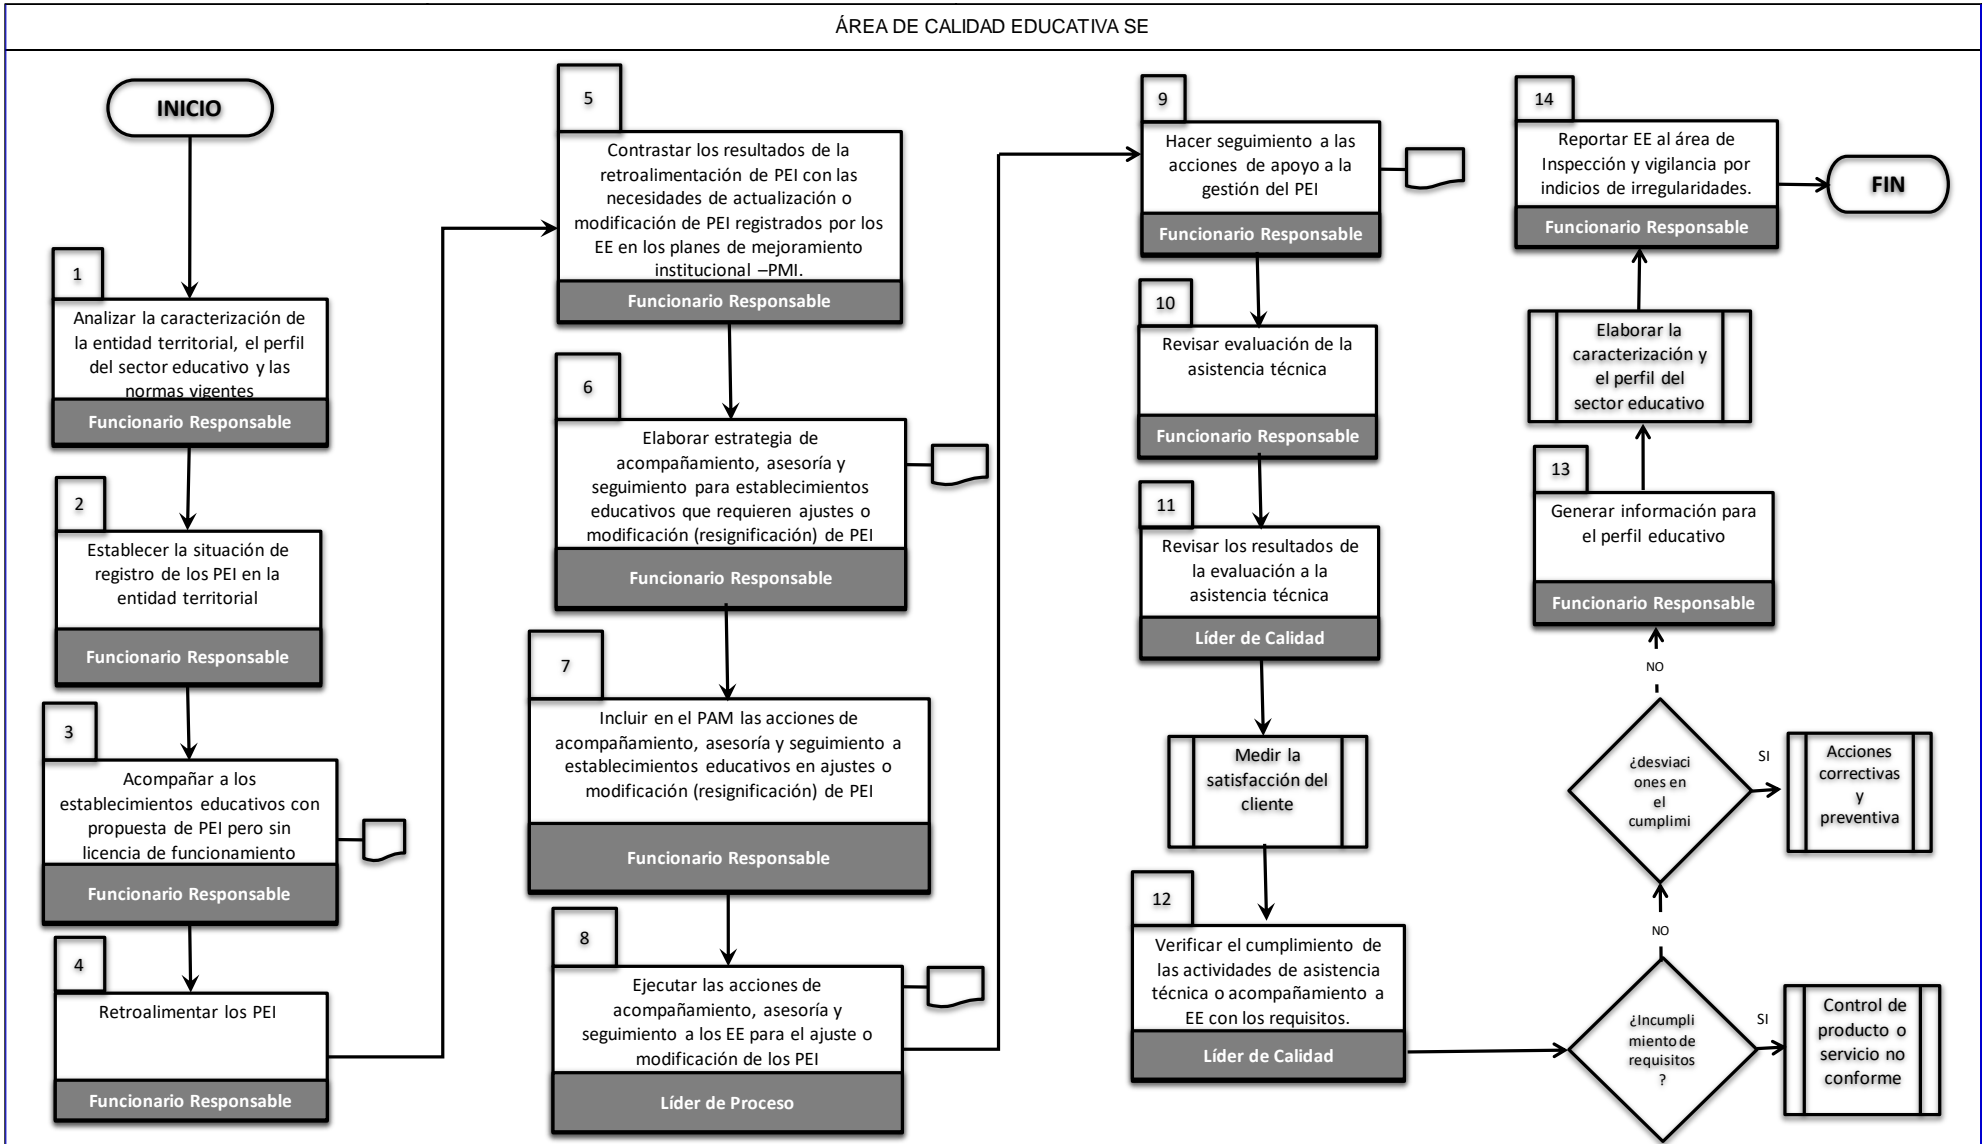 ÁREA DE CALIDAD EDUCATIVA SE
INICIO
1
Analizar la caracterización de
la entidad territorial, el perfil
del sector educativo y las
normas vigentes
Funcionario Responsable
2
Establecer la situación de
registro de los PEI en la
entidad territorial
Funcionario Responsable
3
Acompañar a los
establecimientos educativos con
propuesta de PEI pero sin
licencia de funcionamiento
Funcionario Responsable
4
Retroalimentar los PEI
Funcionario Responsable
5
Contrastar los resultados de la
retroalimentación de PEI con las
necesidades de actualización o
modificación de PEI registrados por los
EE en los planes de mejoramiento
institucional –PMI.
Funcionario Responsable
6
Elaborar estrategia de
acompañamiento, asesoría y
seguimiento para establecimientos
educativos que requieren ajustes o
modificación (resignificación) de PEI
Funcionario Responsable
7
Incluir en el PAM las acciones de
acompañamiento, asesoría y seguimiento a
establecimientos educativos en ajustes o
modificación (resignificación) de PEI
Funcionario Responsable
8
Ejecutar las acciones de
acompañamiento, asesoría y
seguimiento a los EE para el ajuste o
modificación de los PEI
Líder de Proceso
9
Hacer seguimiento a las
acciones de apoyo a la
gestión del PEI
Funcionario Responsable
10
Revisar evaluación de la
asistencia técnica
Funcionario Responsable
11
Revisar los resultados de
la evaluación a la
asistencia técnica
Líder de Calidad
Medir la
satisfacción del
cliente
12
Verificar el cumplimiento de
las actividades de asistencia
técnica o acompañamiento a
EE con los requisitos.
Líder de Calidad
¿Incumpli
miento de
requisitos
?
SI
Control de
producto o
servicio no
conforme
NO
¿desviaci
ones en
el
cumplimi
SI
Acciones
correctivas
y
preventiva
NO
13
Generar información para
el perfil educativo
Funcionario Responsable
Elaborar la
caracterización y
el perfil del
sector educativo
14
Reportar EE al área de
Inspección y vigilancia por
indicios de irregularidades.
Funcionario Responsable
FIN